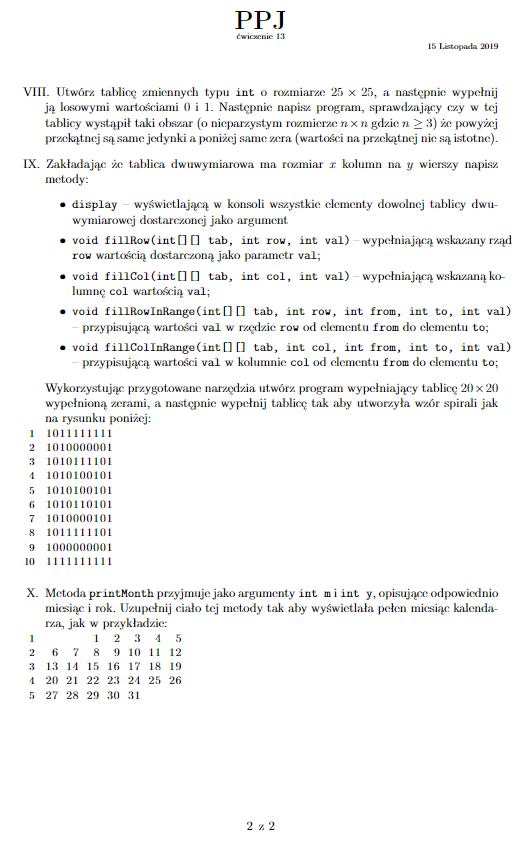 PPJ
ćwiczenie 13
15 Listopada 2019
VIII. Utwórz tablicę zmiennych typu int o rozmiarze 25 × 25, a następnie wypełnij
ją losowymi wartościami 0 i 1. Następnie napisz program, sprawdzający czy w tej
tablicy wystąpił taki obszar (o nieparzystym rozmierze n×n gdzie n ≥ 3) że powyżej
przekątnej są same jedynki a poniżej same zera (wartości na przekątnej nie są istotne).
IX. Zakładając że tablica dwuwymiarowa ma rozmiar x kolumn na y wierszy napisz
metody:
• display – wyświetlającą w konsoli wszystkie elementy dowolnej tablicy dwu-
wymiarowej dostarczonej jako argument
• void fillRow(int[][] tab, int row, int val) – wypełniającą wskazany rząd
row wartością dostarczoną jako parametr val;
• void fillCol(int[][] tab, int col, int val) – wypełniającą wskazaną ko-
lumnę col wartością val;
• void fillRowInRange(int[][] tab, int row, int from, int to, int val)
– przypisującą wartości val w rzędzie row od elementu from do elementu to;
• void fillColInRange(int[][] tab, int col, int from, int to, int val)
– przypisującą wartości val w kolumnie col od elementu from do elementu to;
Wykorzystując przygotowane narzędzia utwórz program wypełniający tablicę 20×20
wypełnioną zerami, a następnie wypełnij tablicę tak aby utworzyła wzór spirali jak
na rysunku poniżej:
1 1011111111
2 1010000001
3 1010111101
4 1010100101
5 1010100101
6 1010110101
7 1010000101
8 1011111101
9 1000000001
10 1111111111
X. Metoda printMonth przyjmuje jako argumenty int m i int y, opisujące odpowiednio
miesiąc i rok. Uzupełnij ciało tej metody tak aby wyświetlała pełen miesiąc kalenda-
rza, jak w przykładzie:
1 1 2 3 4 5
2 6 7 8 9 10 11 12
3 13 14 15 16 17 18 19
4 20 21 22 23 24 25 26
5 27 28 29 30 31
2 z 2